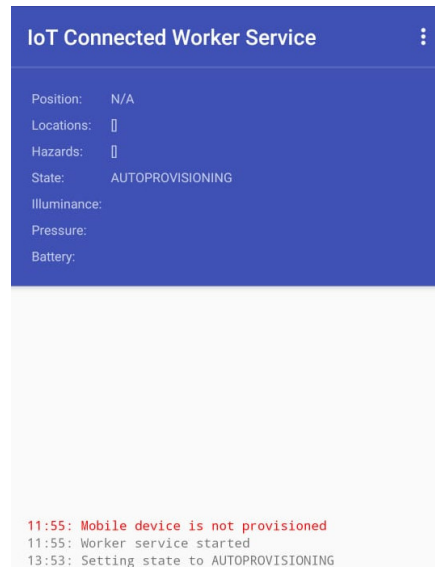 IoT Connected Worker Service
Position: N/A
Locations: []
Hazards: []
State: AUTOPROVISIONING
Illuminance:
Pressure:
Battery:
11:55: Mobile device is not provisioned
11:55: Worker service started
13:53: Setting state to AUTOPROVISIONING